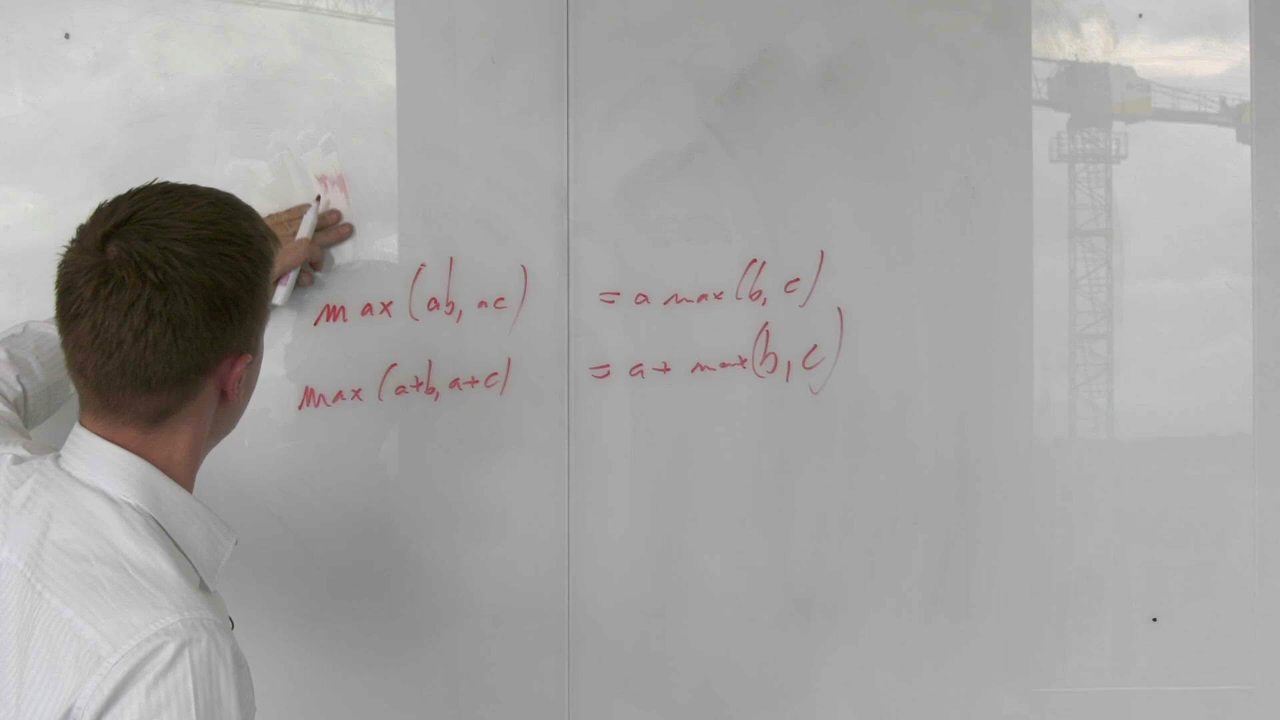 max(ab, ac) = a max(b, c)
max(a+b, a+c) = a + max(b, c)